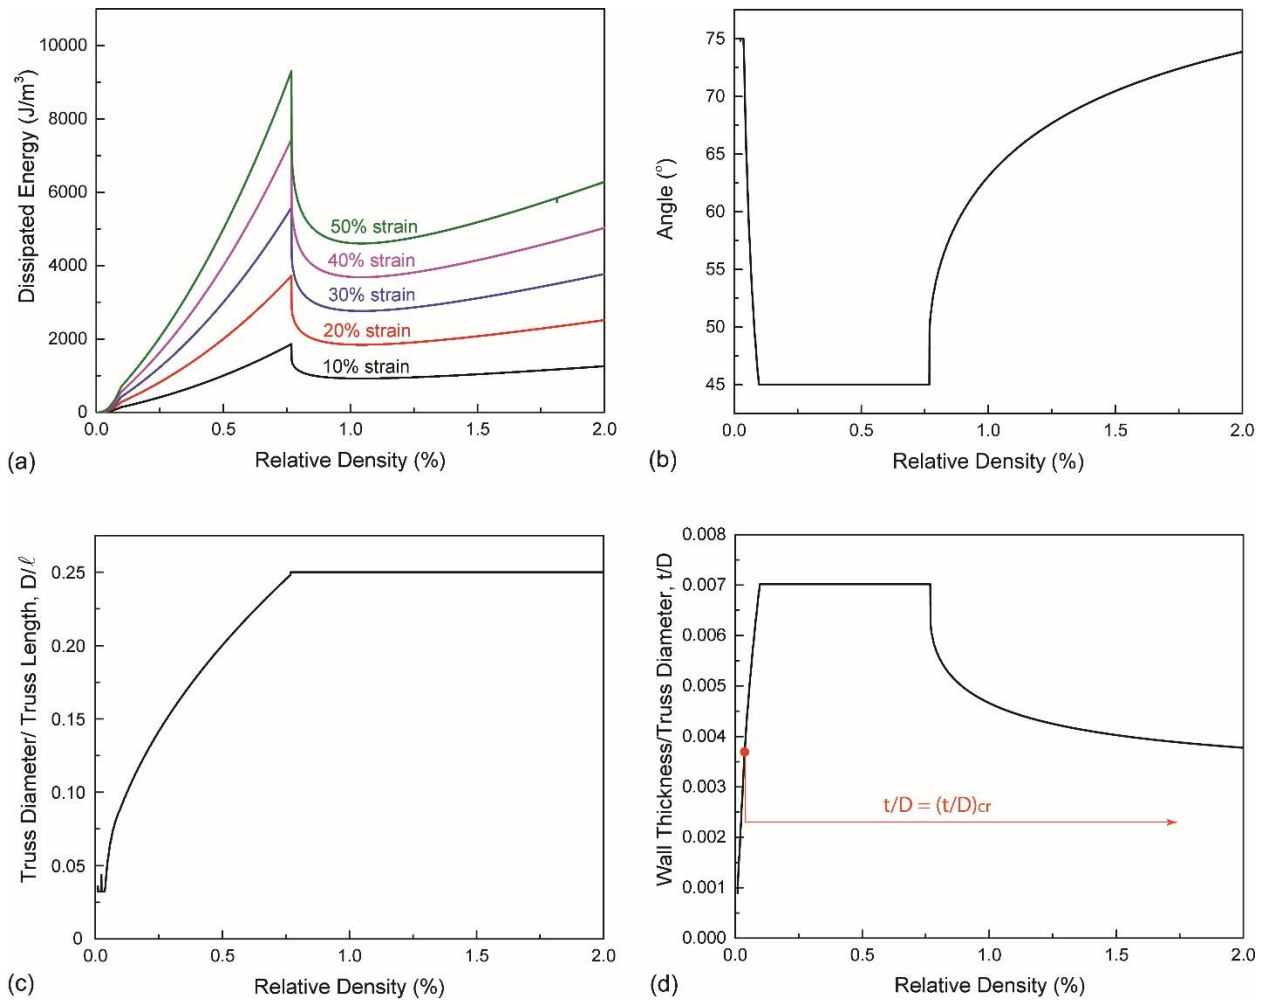 10000
8000
6000
4000
2000
0
Dissipated Energy (J/m³)
50% strain
40% strain
30% strain
20% strain
10% strain
0.0 0.5 1.0 1.5 2.0
Relative Density (%)
(a)
75
70
65
60
55
50
45
Angle (°)
0.0 0.5 1.0 1.5 2.0
Relative Density (%)
(b)
0.25
0.20
0.15
0.10
0.05
0
Truss Diameter/ Truss Length, D/ℓ
0.0 0.5 1.0 1.5 2.0
Relative Density (%)
(c)
0.008
0.007
0.006
0.005
0.004
0.003
0.002
0.001
0.000
Wall Thickness/Truss Diameter, t/D
t/D = (t/D)cr
0.0 0.5 1.0 1.5 2.0
Relative Density (%)
(d)